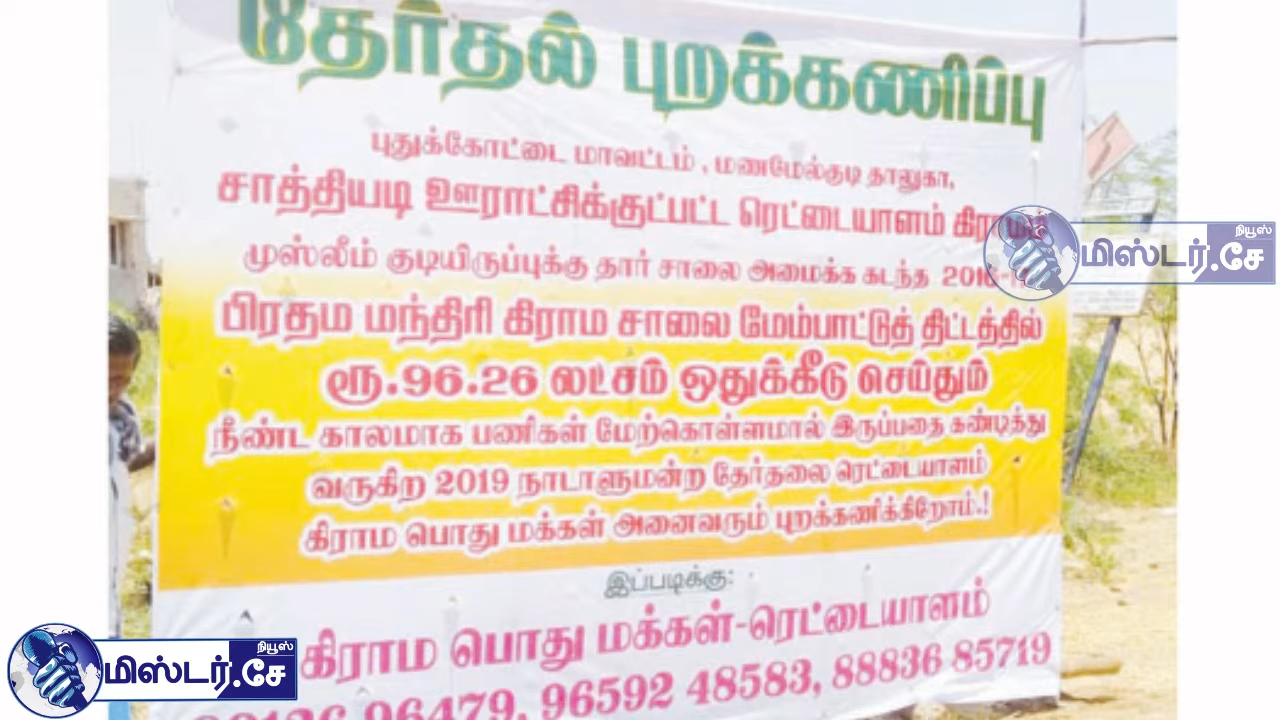 தேர்தல் புறக்கணிப்பு
புதுக்கோட்டை மாவட்டம் , மணமேல்குடி தாலுகா,
சாத்தியடி ஊராட்சிக்குட்பட்ட ரெட்டையாளம்
முஸ்லீம் குடியிருப்புக்கு தார் சாலை அமைக்க கடந்த
பிரதம மந்திரி கிராம சாலை மேம்பாட்டுத் திட்டத்தில்
ரூ.96.26 லட்சம் ஒதுக்கீடு செய்தும்
நீண்ட காலமாக பணிகள் மேற்கொள்ளமால் இருப்பதை கண்டித்து
வருகிற 2019 நாடாளுமன்ற தேர்தலை ரெட்டையாளம்
கிராம பொது மக்கள் அனைவரும் புறக்கணிக்கிறோம்.!
இப்படிக்கு:
கிராம பொது மக்கள்-ரெட்டையாளம்
96479, 96592 48583, 88836 85719
நியூஸ்
மிஸ்டர்.சே
நியூஸ்
மிஸ்டர்.சே